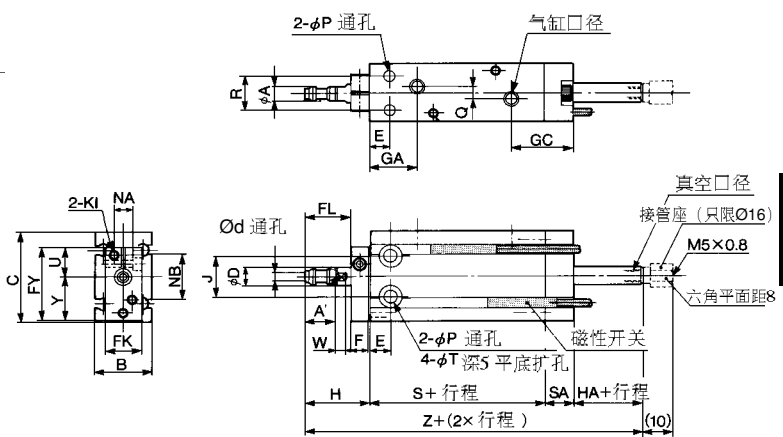 2-φP 通孔
气缸口径
R
φA
Q
E
GA
GC
真空口径
接管座（只限Ø16）
M5×0.8
六角平面距8
2-KI
NA
FL
Ød 通孔
C
FY
U
Y
NB
J
φD
FK
B
A'
W
F
E
2-φP 通孔
4-φT 深5 平底扩孔
磁性开关
H
S+行程
SA
HA+行程
Z+(2×行程)
(10)